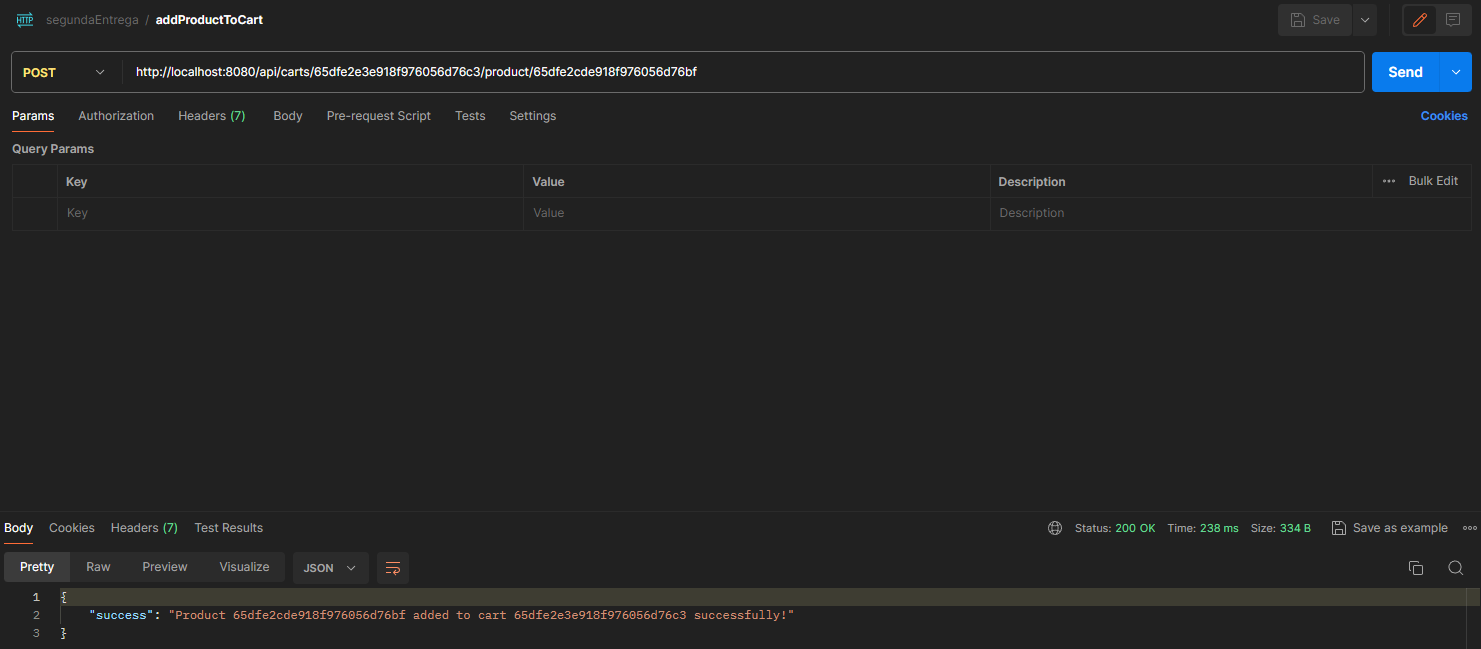 HTTP segundaEntrega / addProductToCart Save
POST http://localhost:8080/api/carts/65dfe2e3e918f976056d76c3/product/65dfe2cde918f976056d76bf Send
Params Authorization Headers (7) Body Pre-request Script Tests Settings Cookies
Query Params
Key Value Description ••• Bulk Edit
Key Value Description
Body Cookies Headers (7) Test Results Status: 200 OK Time: 238 ms Size: 334 B Save as example
Pretty Raw Preview Visualize JSON
1 {
2 "success": "Product 65dfe2cde918f976056d76bf added to cart 65dfe2e3e918f976056d76c3 successfully!"
3 }